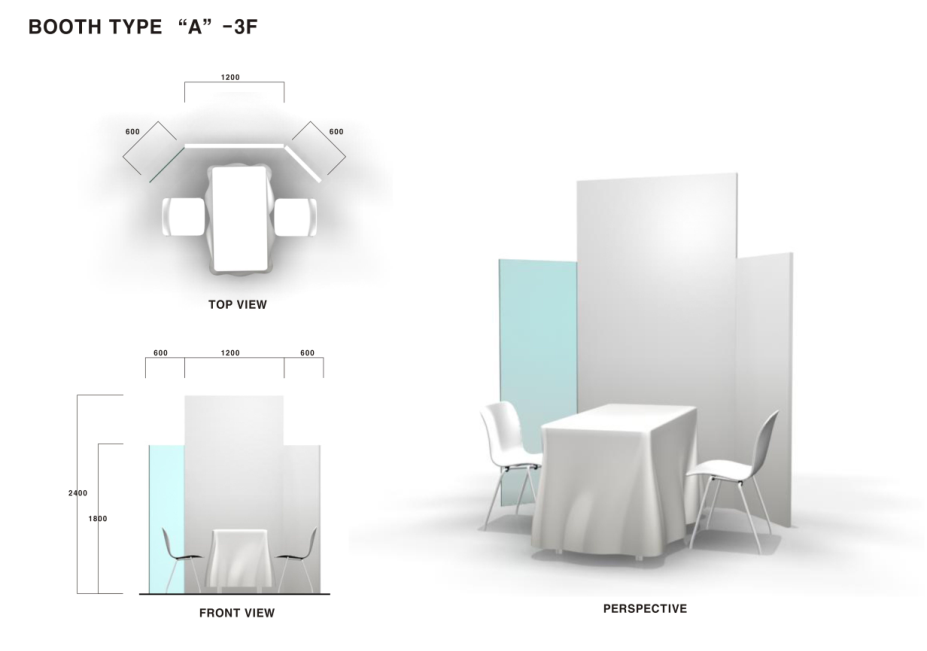 BOOTH TYPE “A” -3F
1200
600
600
TOP VIEW
600
1200
600
2400
1800
FRONT VIEW
PERSPECTIVE